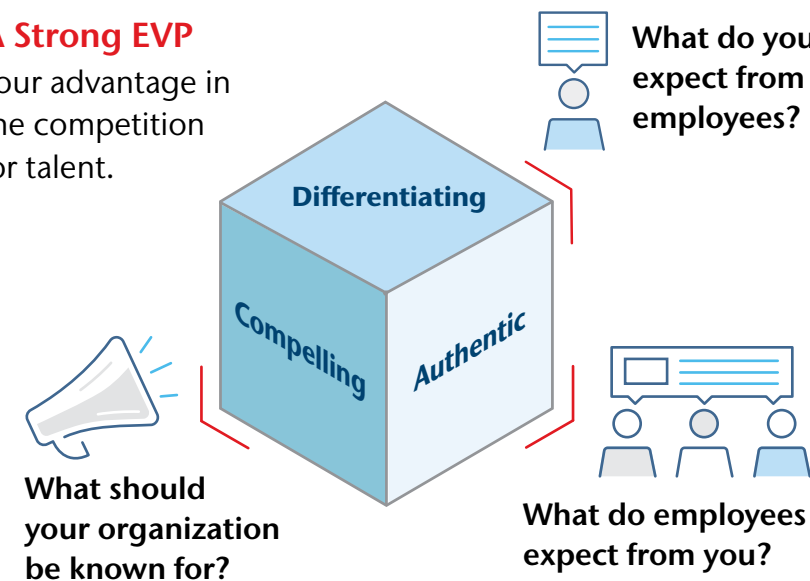 A Strong EVP
our advantage in
he competition
or talent.
What do you
expect from
employees?
Differentiating
Compelling
Authentic
What should
your organization
be known for?
What do employees
expect from you?